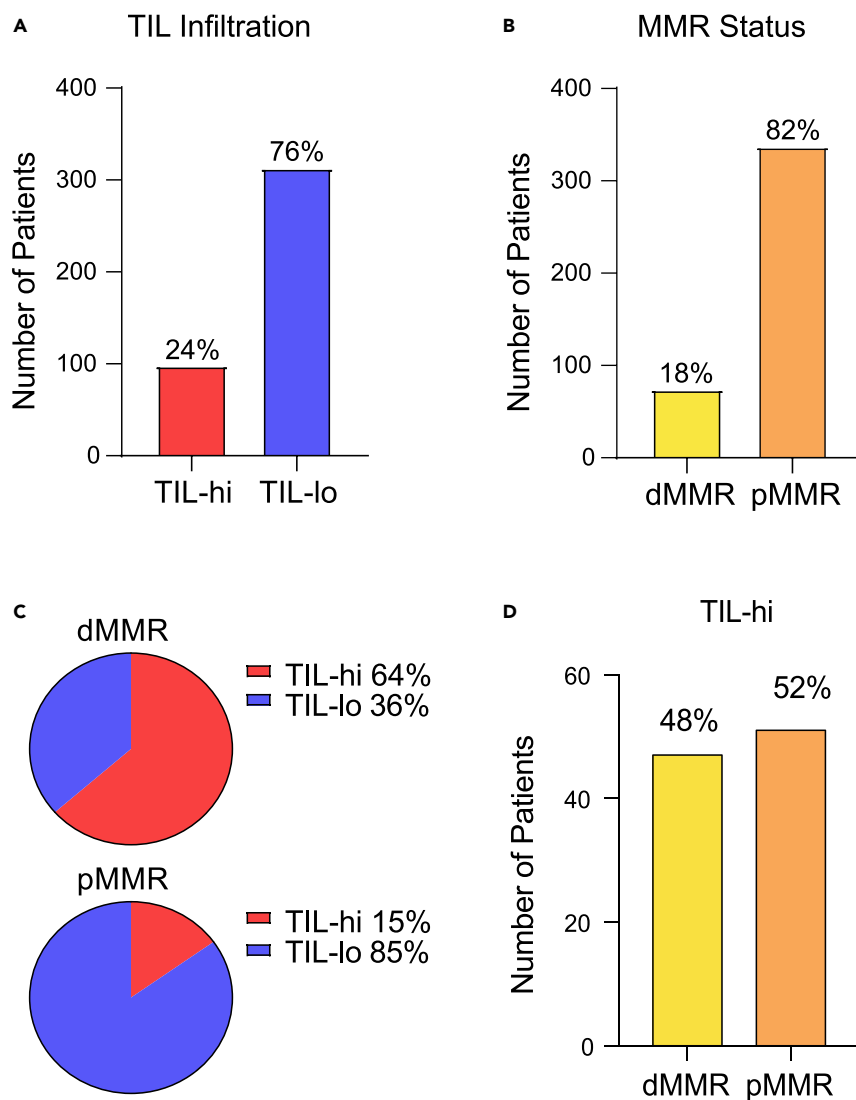 A
TIL Infiltration
Number of Patients
400
300
200
100
0
24%
76%
TIL-hi
TIL-lo
B
MMR Status
Number of Patients
400
300
200
100
0
18%
82%
dMMR
pMMR
C
dMMR
TIL-hi 64%
TIL-lo 36%
pMMR
TIL-hi 15%
TIL-lo 85%
D
TIL-hi
Number of Patients
60
40
20
0
48%
52%
dMMR
pMMR